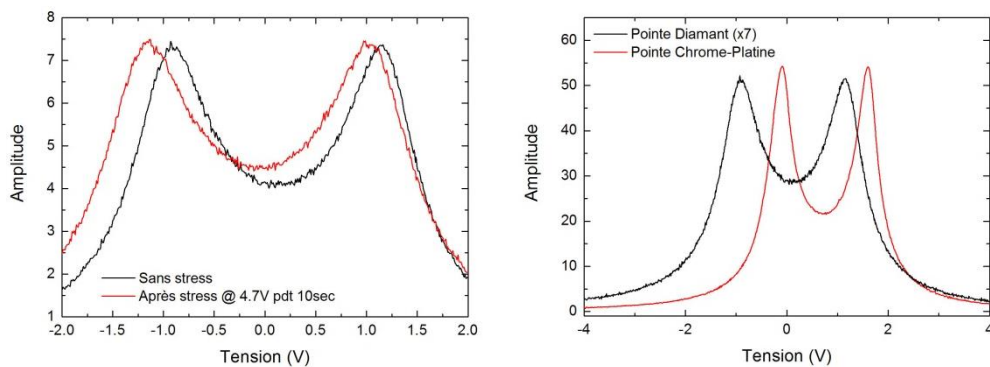 8
7
6
5
4
3
2
1
Amplitude
Sans stress
Après stress @ 4.7V pdt 10sec
-2.0 -1.5 -1.0 -0.5 0.0 0.5 1.0 1.5 2.0
Tension (V)
60
50
40
30
20
10
0
Amplitude
Pointe Diamant (x7)
Pointe Chrome-Platine
-4 -2 0 2 4
Tension (V)